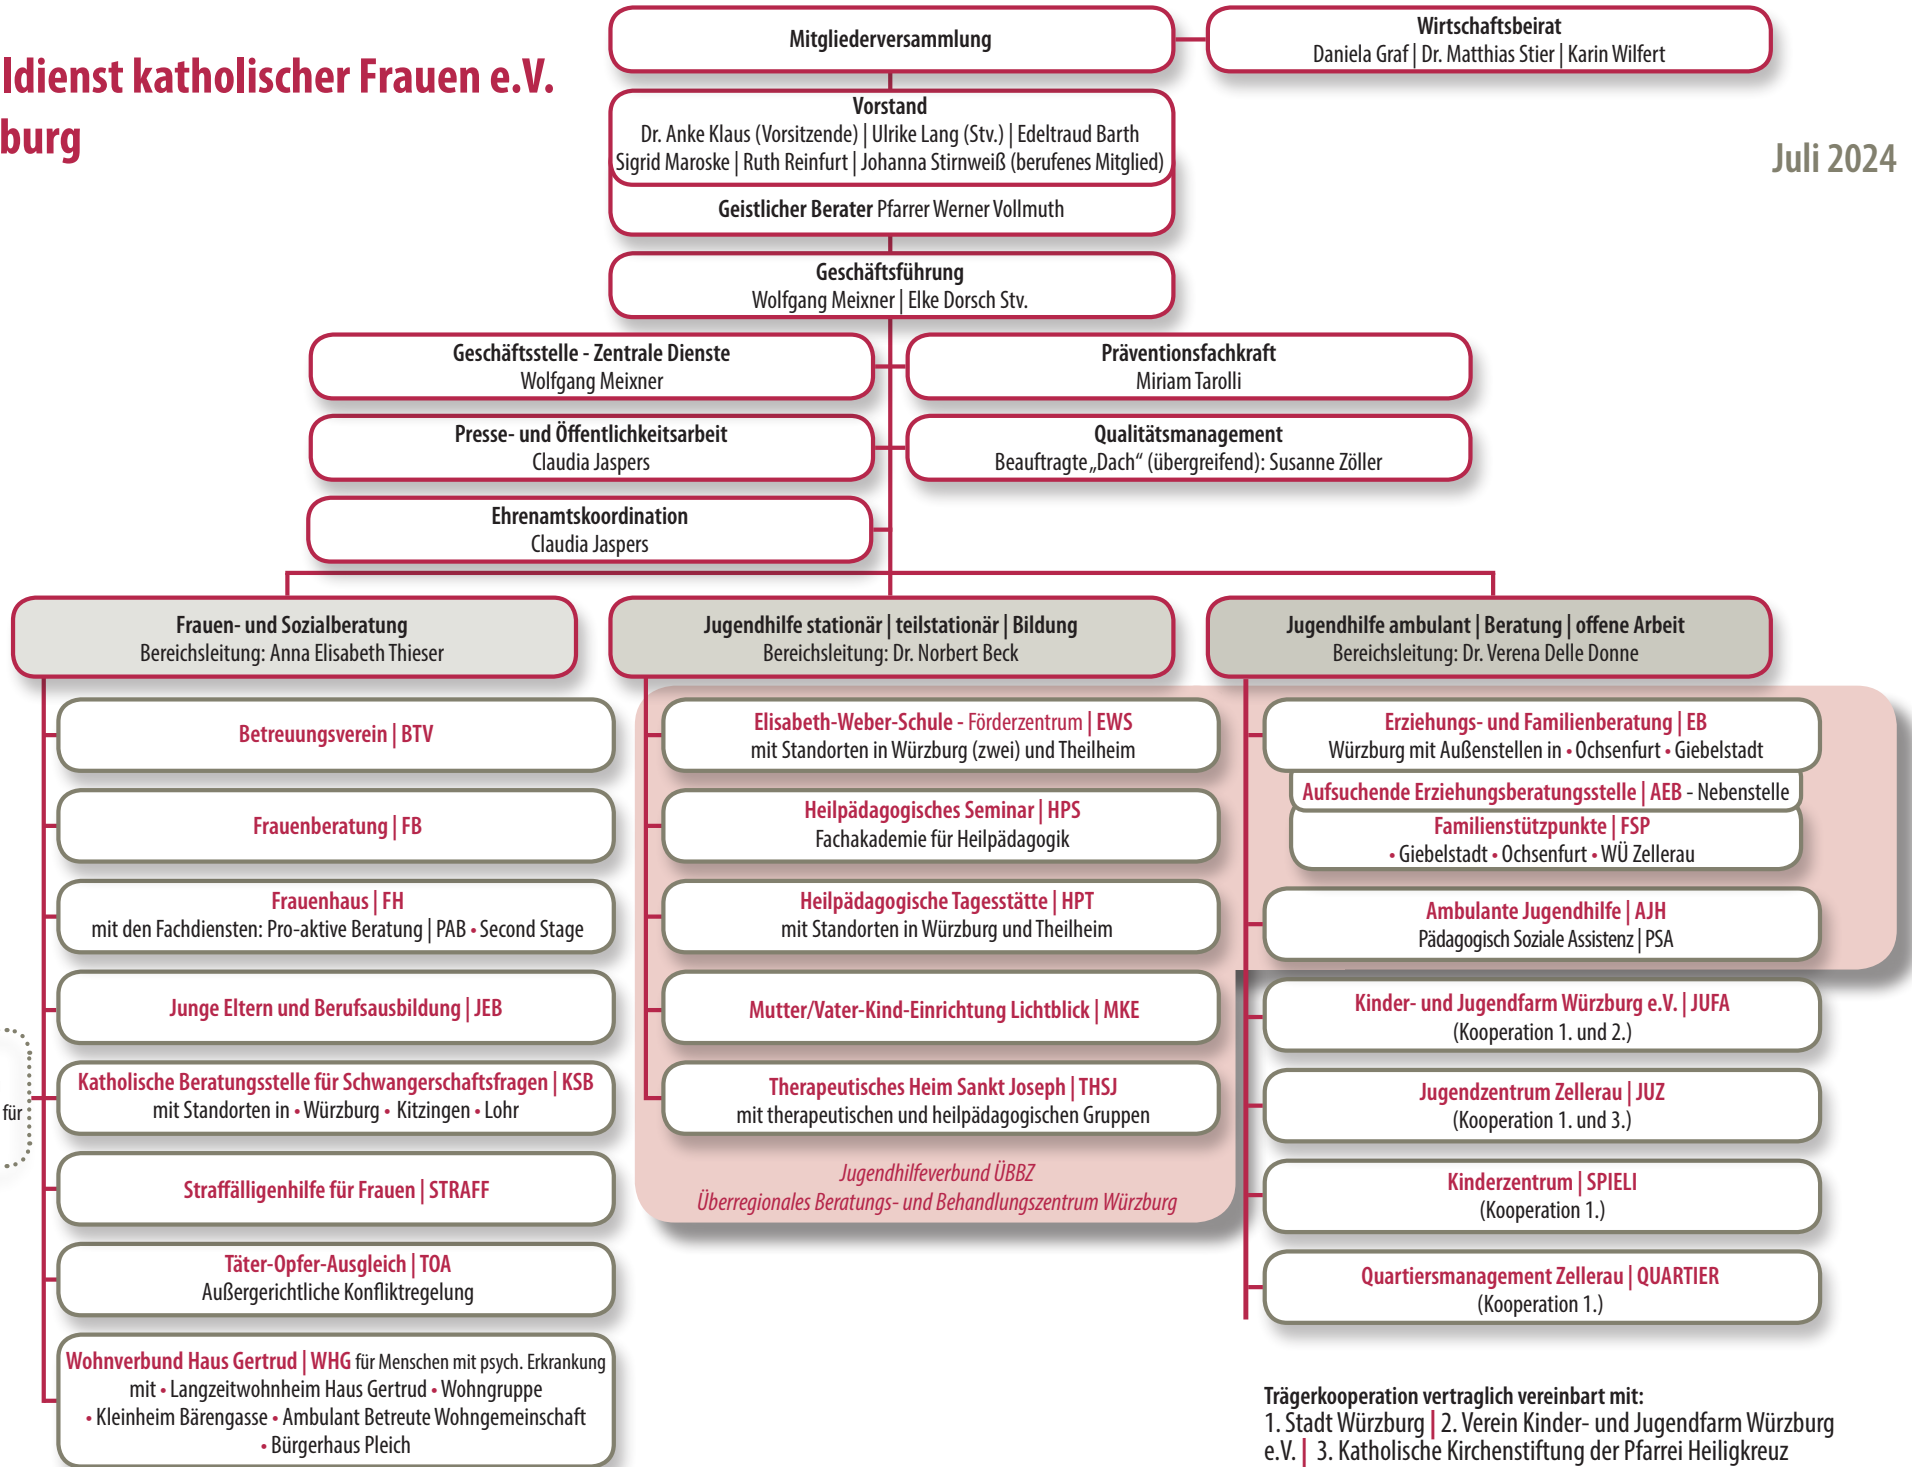 ldienst katholischer Frauen e.V.
burg
Juli 2024
Mitgliederversammlung
Wirtschaftsbeirat
Daniela Graf | Dr. Matthias Stier | Karin Wilfert
Vorstand
Dr. Anke Klaus (Vorsitzende) | Ulrike Lang (Stv.) | Edeltraud Barth
Sigrid Maroske | Ruth Reinfurt | Johanna Stirnweiß (berufenes Mitglied)
Geistlicher Berater Pfarrer Werner Vollmuth
Geschäftsführung
Wolfgang Meixner | Elke Dorsch Stv.
Geschäftsstelle - Zentrale Dienste
Wolfgang Meixner
Präventionsfachkraft
Miriam Tarolli
Presse- und Öffentlichkeitsarbeit
Claudia Jaspers
Qualitätsmanagement
Beauftragte „Dach“ (übergreifend): Susanne Zöller
Ehrenamtskoordination
Claudia Jaspers
Frauen- und Sozialberatung
Bereichsleitung: Anna Elisabeth Thieser
Betreuungsverein | BTV
Frauenberatung | FB
Frauenhaus | FH
mit den Fachdiensten: Pro-aktive Beratung | PAB • Second Stage
Junge Eltern und Berufsausbildung | JEB
für
Katholische Beratungsstelle für Schwangerschaftsfragen | KSB
mit Standorten in • Würzburg • Kitzingen • Lohr
Straffälligenhilfe für Frauen | STRAFF
Täter-Opfer-Ausgleich | TOA
Außergerichtliche Konfliktregelung
Wohnverbund Haus Gertrud | WHG für Menschen mit psych. Erkrankung
mit • Langzeitwohnheim Haus Gertrud • Wohngruppe
• Kleinheim Bärengasse • Ambulant Betreute Wohngemeinschaft
• Bürgerhaus Pleich
Jugendhilfe stationär | teilstationär | Bildung
Bereichsleitung: Dr. Norbert Beck
Elisabeth-Weber-Schule - Förderzentrum | EWS
mit Standorten in Würzburg (zwei) und Theilheim
Heilpädagogisches Seminar | HPS
Fachakademie für Heilpädagogik
Heilpädagogische Tagesstätte | HPT
mit Standorten in Würzburg und Theilheim
Mutter/Vater-Kind-Einrichtung Lichtblick | MKE
Therapeutisches Heim Sankt Joseph | THSJ
mit therapeutischen und heilpädagogischen Gruppen
Jugendhilfeverbund ÜBBZ
Überregionales Beratungs- und Behandlungszentrum Würzburg
Jugendhilfe ambulant | Beratung | offene Arbeit
Bereichsleitung: Dr. Verena Delle Donne
Erziehungs- und Familienberatung | EB
Würzburg mit Außenstellen in • Ochsenfurt • Giebelstadt
Aufsuchende Erziehungsberatungsstelle | AEB - Nebenstelle
Familienstützpunkte | FSP
• Giebelstadt • Ochsenfurt • WÜ Zellerau
Ambulante Jugendhilfe | AJH
Pädagogisch Soziale Assistenz | PSA
Kinder- und Jugendfarm Würzburg e.V. | JUFA
(Kooperation 1. und 2.)
Jugendzentrum Zellerau | JUZ
(Kooperation 1. und 3.)
Kinderzentrum | SPIELI
(Kooperation 1.)
Quartiersmanagement Zellerau | QUARTIER
(Kooperation 1.)
Trägerkooperation vertraglich vereinbart mit:
1. Stadt Würzburg | 2. Verein Kinder- und Jugendfarm Würzburg
e.V. | 3. Katholische Kirchenstiftung der Pfarrei Heiligkreuz